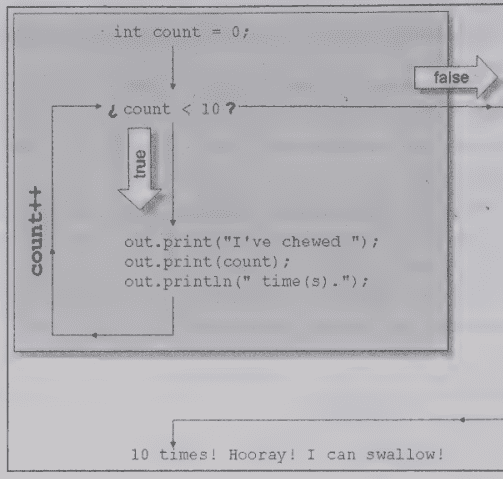 int count = 0;
false
¿ count < 10 ?
true
count++
out.print("I've chewed ");
out.print(count);
out.println(" time(s).");
10 times! Hooray! I can swallow!